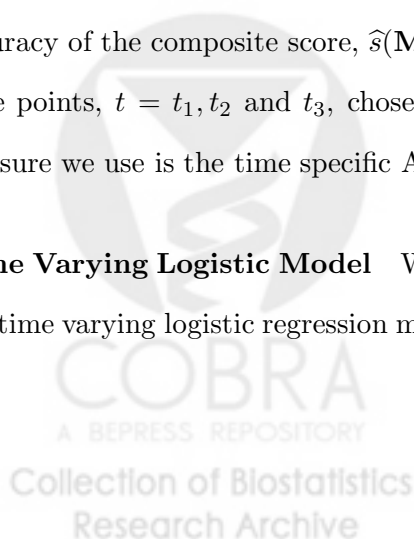 uracy of the composite score, ŝ(M
e points, t = t₁, t₂ and t₃, chose
sure we use is the time specific A
ne Varying Logistic Model W
time varying logistic regression m
COBRA
A BEPRESS REPOSITORY
Collection of Biostatistics
Research Archive